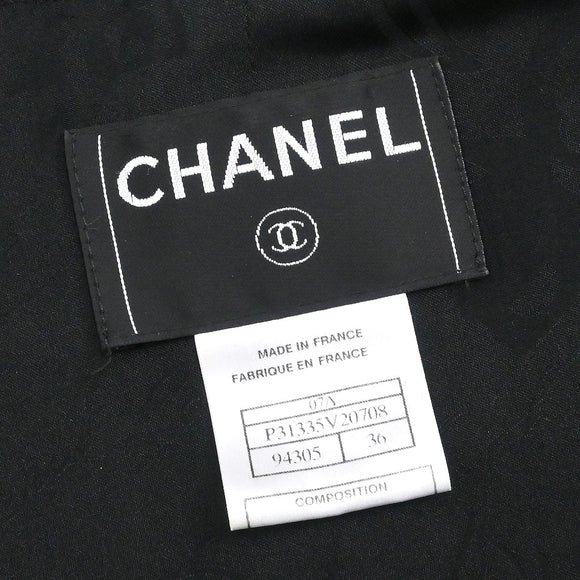 CHANEL
MADE IN FRANCE
FABRIQUE EN FRANCE
07A
P31335V20708
94305 36
COMPOSITION